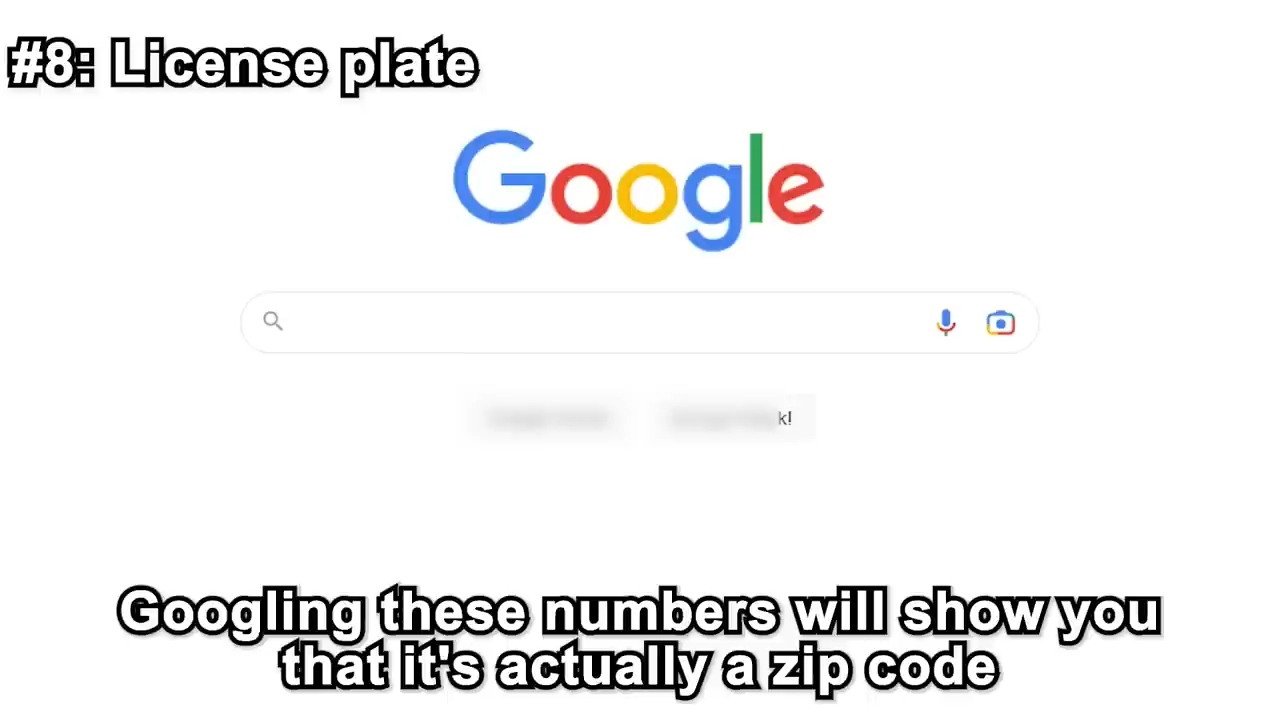 #8: License plate
Google
k!
Googling these numbers will show you
that it's actually a zip code